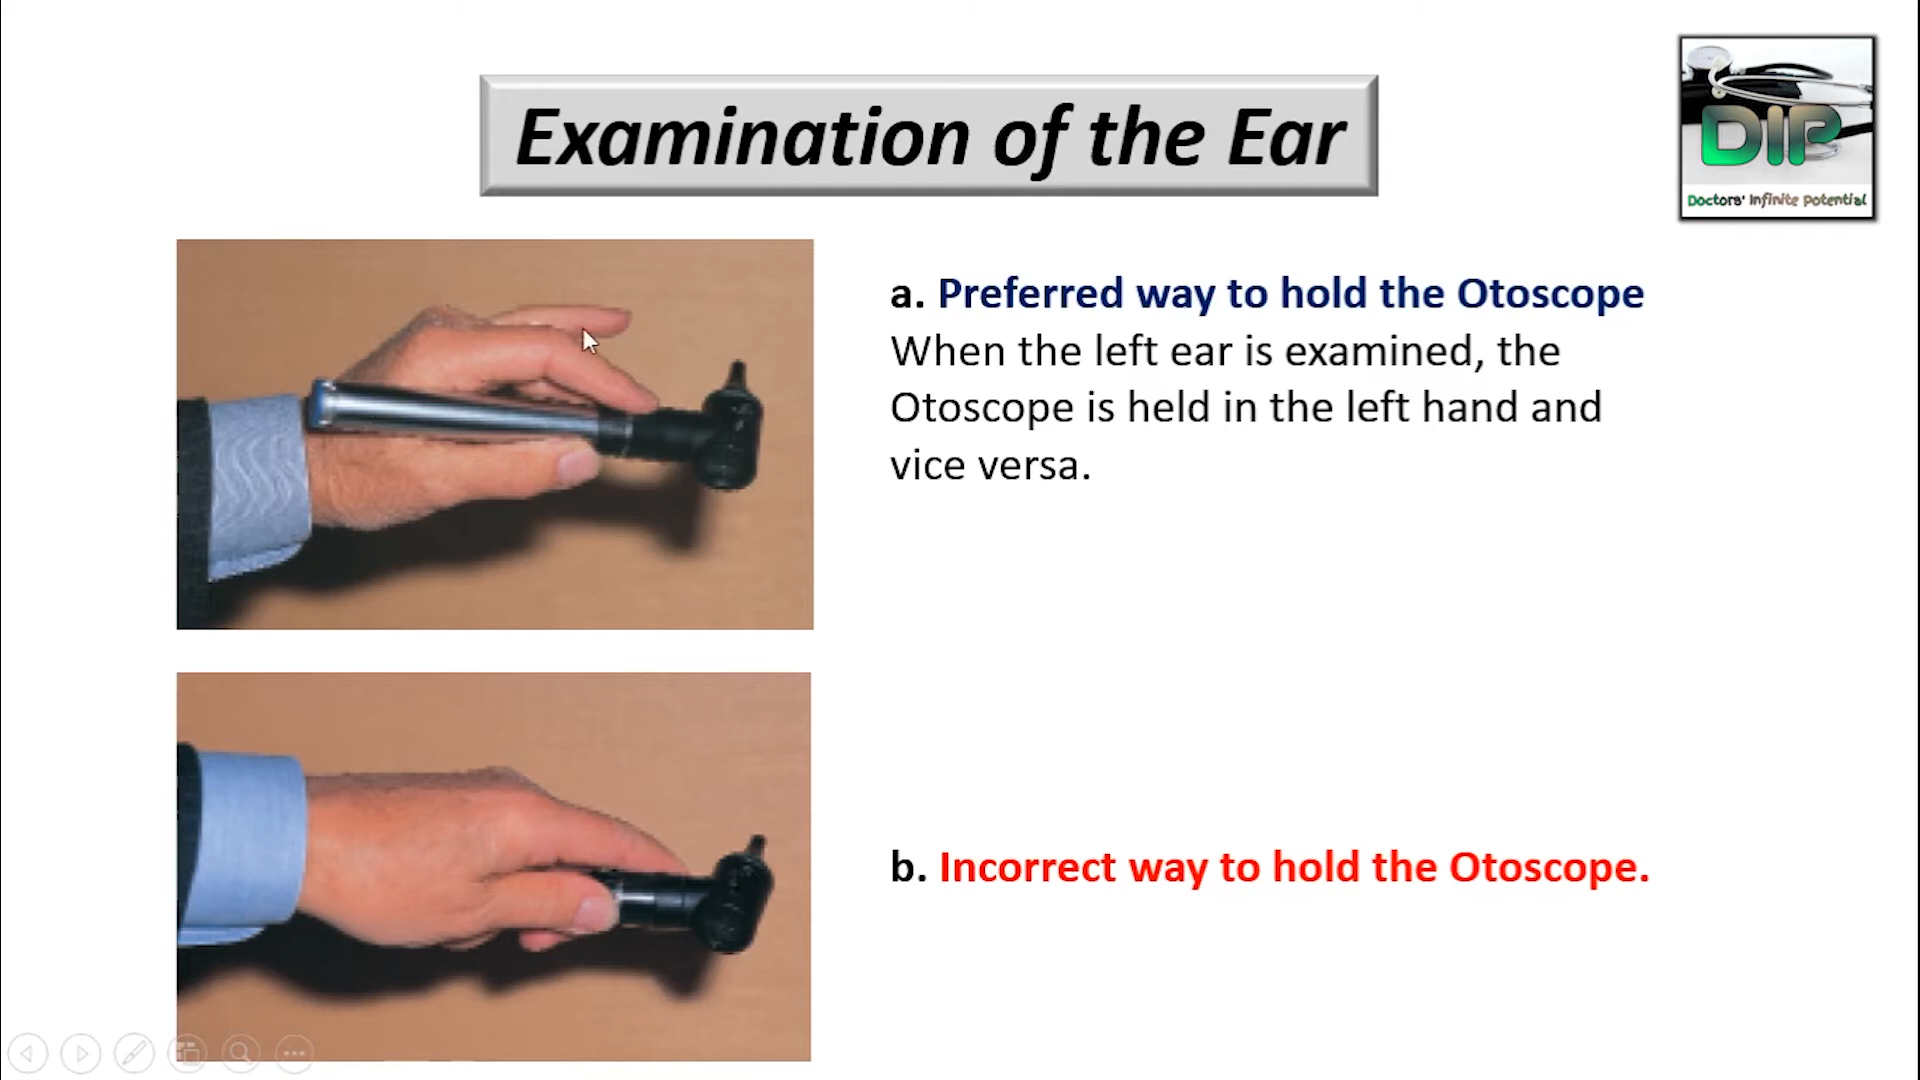 Examination of the Ear
DIP
Doctors' Infinite Potential
a. Preferred way to hold the Otoscope
When the left ear is examined, the
Otoscope is held in the left hand and
vice versa.
b. Incorrect way to hold the Otoscope.